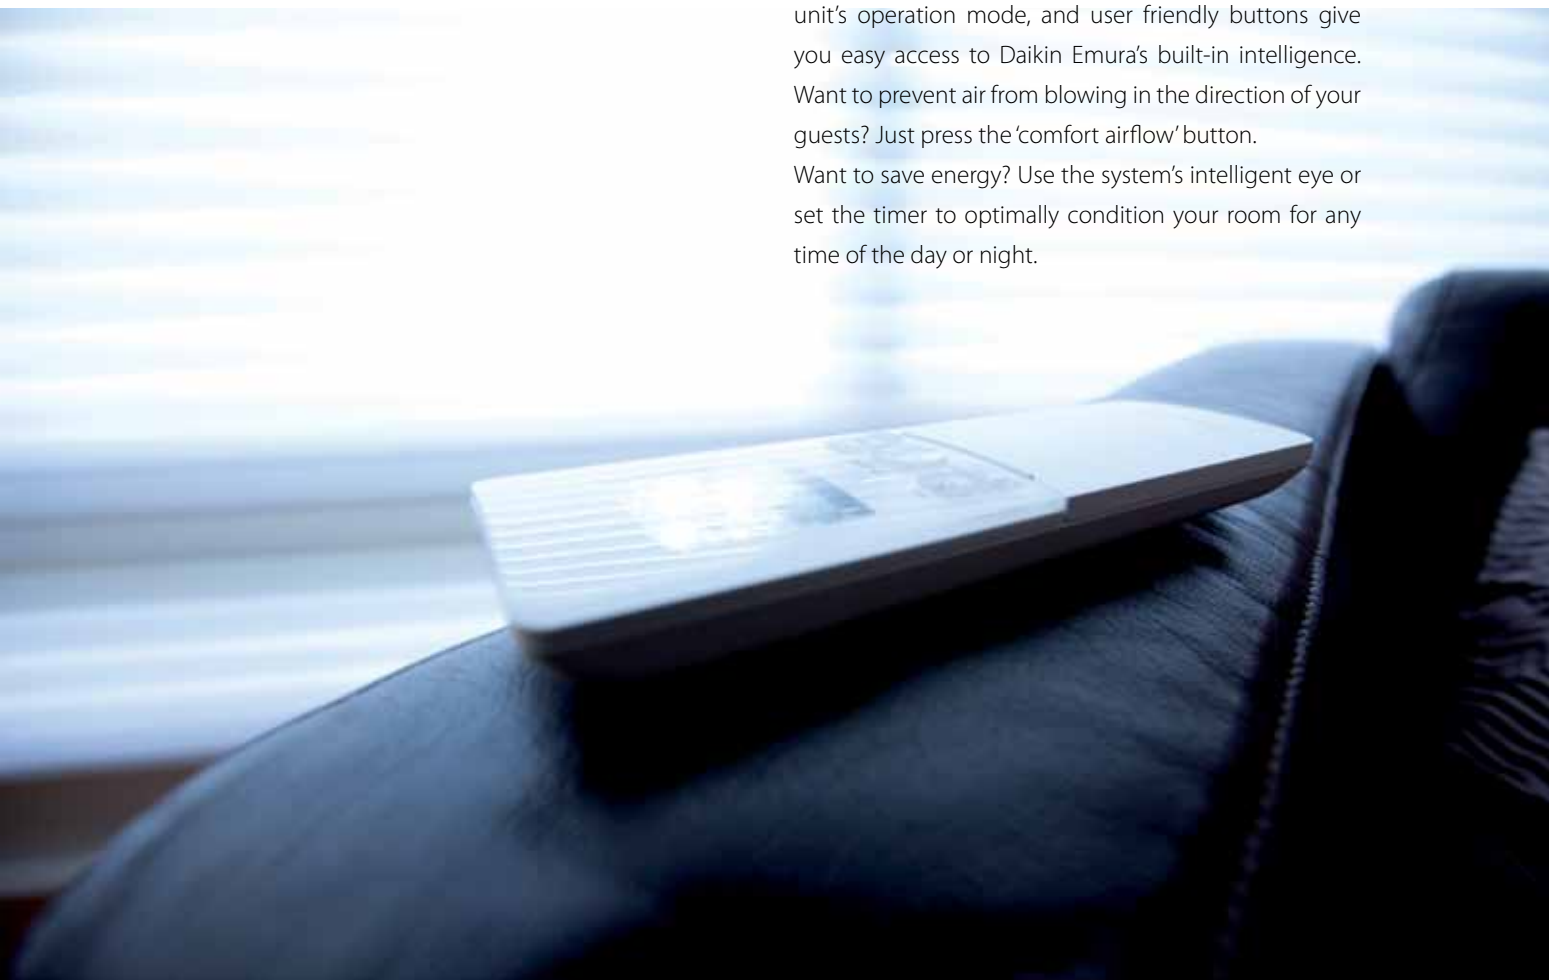 unit’s operation mode, and user friendly buttons give
you easy access to Daikin Emura’s built-in intelligence.
Want to prevent air from blowing in the direction of your
guests? Just press the ‘comfort airflow’ button.
Want to save energy? Use the system’s intelligent eye or
set the timer to optimally condition your room for any
time of the day or night.